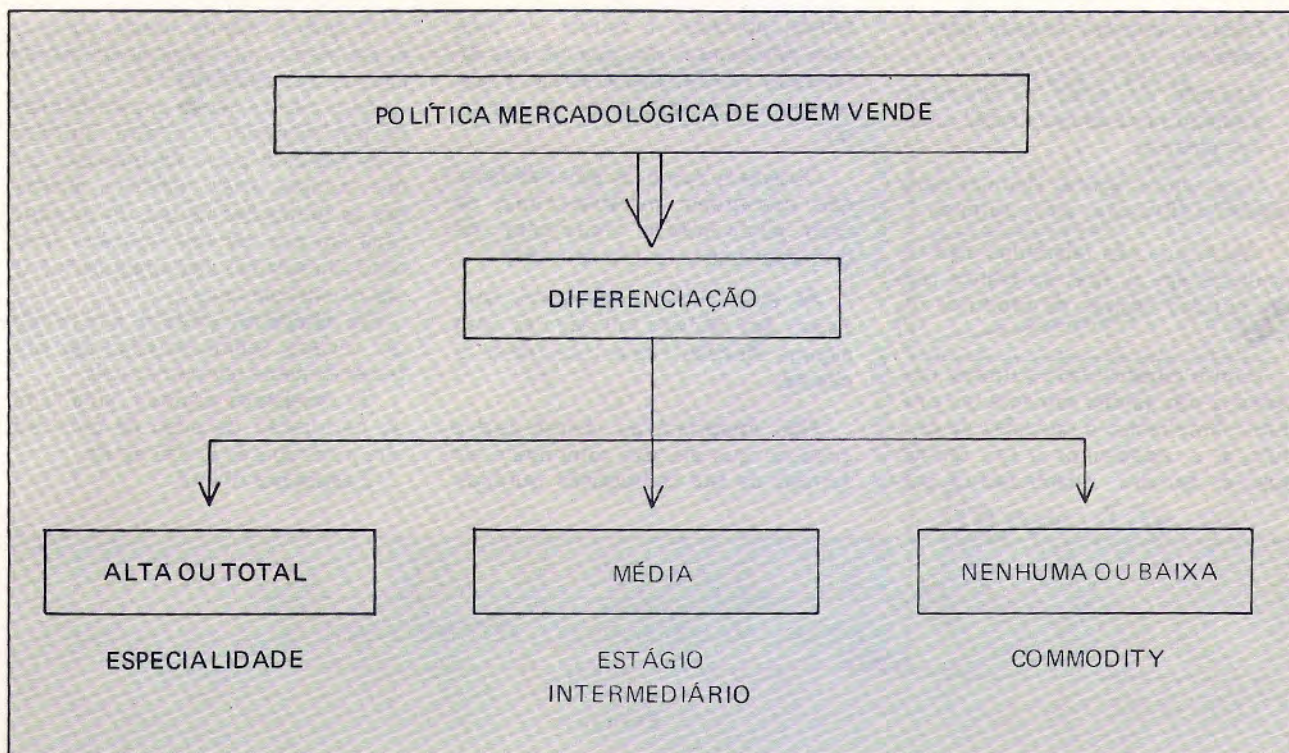 POLÍTICA MERCADOLÓGICA DE QUEM VENDE
DIFERENCIAÇÃO
ALTA OU TOTAL
MÉDIA
NENHUMA OU BAIXA
ESPECIALIDADE
ESTÁGIO
INTERMEDIÁRIO
COMMODITY